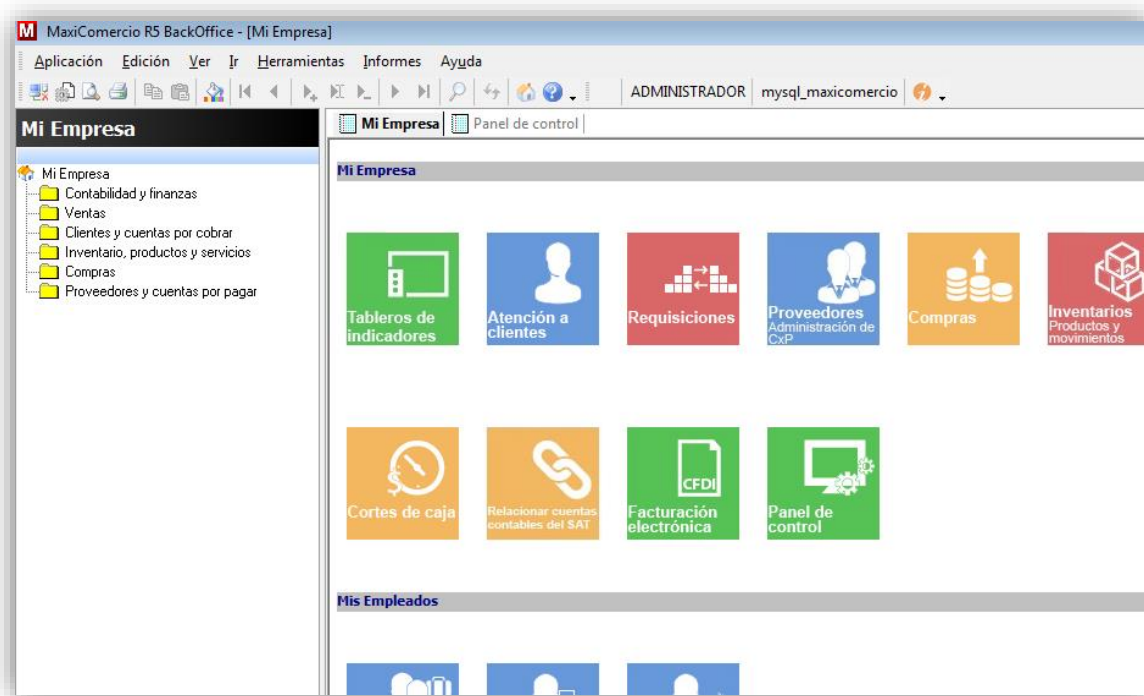 M MaxiComercio R5 BackOffice - [Mi Empresa]
Aplicación Edición Ver Ir Herramientas Informes Ayuda
ADMINISTRADOR mysql_maxicomercio
Mi Empresa
Mi Empresa
Contabilidad y finanzas
Ventas
Clientes y cuentas por cobrar
Inventario, productos y servicios
Compras
Proveedores y cuentas por pagar
Mi Empresa Panel de control
Mi Empresa
Tableros de
indicadores
Atención a
clientes
Requisiciones
Proveedores
Administración de
CxP
Compras
Inventarios
Productos y
movimientos
$
Cortes de caja
Relacionar cuentas
contables del SAT
CFDI
Facturación
electrónica
Panel de
control
Mis Empleados